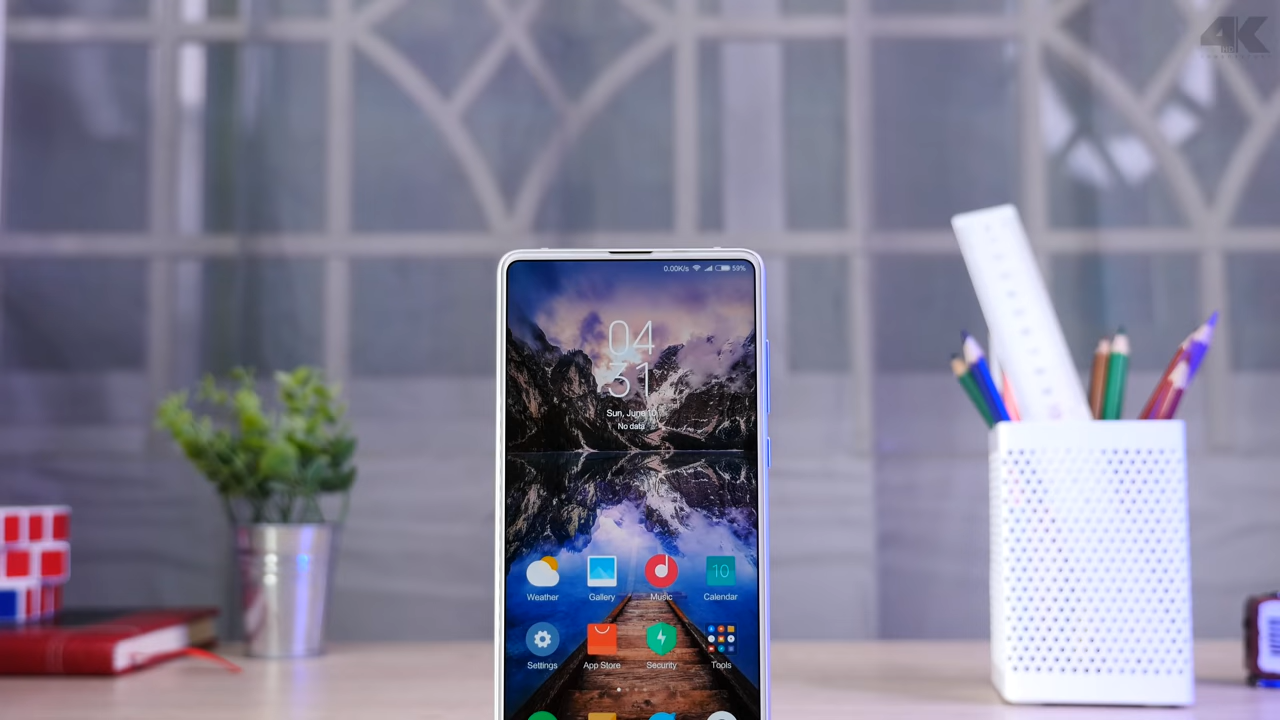 4K
HD
0.00K/s 59%
04
31
Sun, June 10
No data
Weather Gallery Music Calendar
10
Settings App Store Security Tools